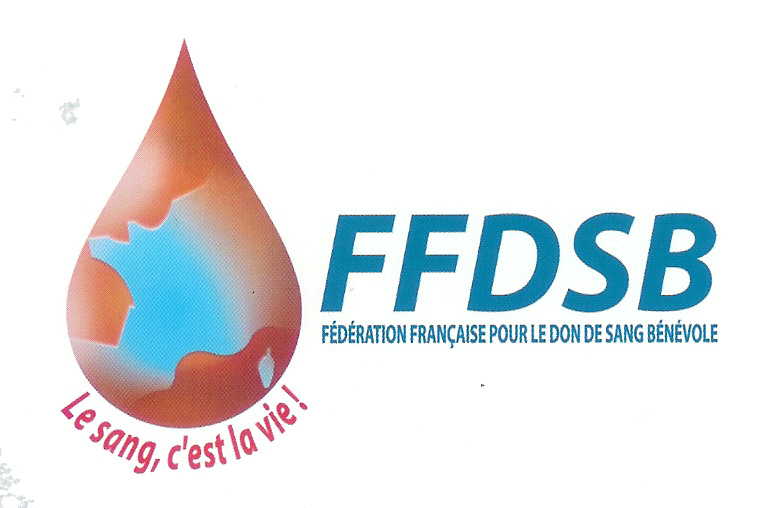 FFDSB
FÉDÉRATION FRANÇAISE POUR LE DON DE SANG BÉNÉVOLE
Le sang, c'est la vie !